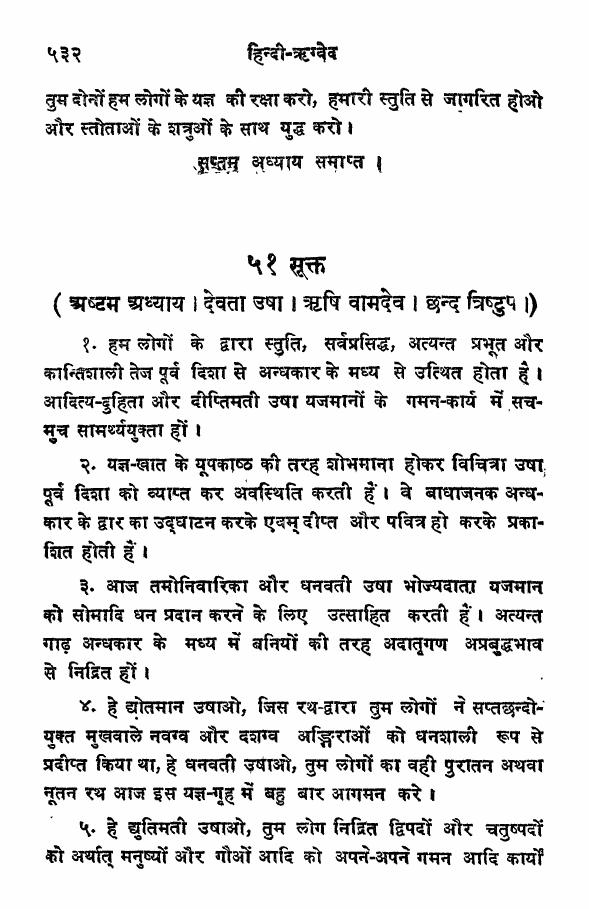 ५३२ हिन्दी-ऋग्वेद
तुम दोनों हम लोगों के यज्ञ की रक्षा करो, हमारी स्तुति से जागरित होओ
और स्तोताओं के शत्रुओं के साथ युद्ध करो।
सप्तम अध्याय समाप्त ।
५१ सूक्त
( अष्टम अध्याय । देवता उषा । ऋषि वामदेव । छन्द त्रिष्टुप ।)
१. हम लोगों के द्वारा स्तुति, सर्वप्रसिद्ध, अत्यन्त प्रभूत और
कान्तिशाली तेज पूर्व दिशा से अन्धकार के मध्य से उत्थित होता है ।
आदित्य-दुहिता और दीप्तिमती उषा यजमानों के गमन-कार्य में सच-
मुच सामर्थ्ययुक्ता हों ।
२. यज्ञ-खात के यूपकाष्ठ की तरह शोभमाना होकर विचित्रा उषा
पूर्व दिशा को व्याप्त कर अवस्थिति करती हैं । वे बाधाजनक अन्ध-
कार के द्वार का उद्घाटन करके एवम् दीप्त और पवित्र हो करके प्रका-
शित होती हैं ।
३. आज तमोनिवारिका और धनवती उषा भोज्यदाता यजमान
को सोमादि धन प्रदान करने के लिए उत्साहित करती हैं । अत्यन्त
गाढ़ अन्धकार के मध्य में बनियों की तरह अदातृगण अप्रबुद्धभाव
से निद्रित हों ।
४. हे द्योतमान उषाओ, जिस रथ-द्वारा तुम लोगों ने सप्तछन्दो-
युक्त मुखवाले नवग्व और दशग्व अङ्गिराओं को धनशाली रूप से
प्रदीप्त किया था, हे धनवती उषाओ, तुम लोगों का वही पुरातन अथवा
नूतन रथ आज इस यज्ञ-गृह में बहु बार आगमन करे ।
५. हे द्युतिमती उषाओ, तुम लोग निद्रित द्विपदों और चतुष्पदों
को अर्थात् मनुष्यों और गौओं आदि को अपने-अपने गमन आदि कार्यों